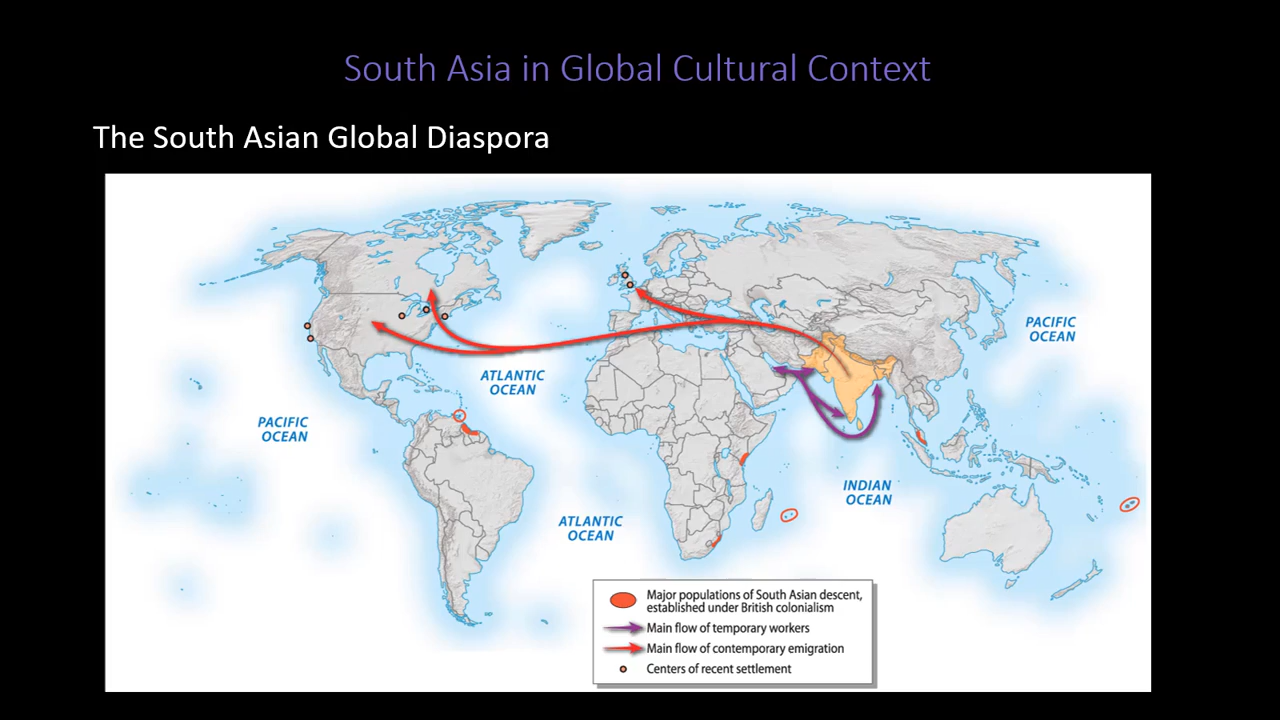 South Asia in Global Cultural Context
The South Asian Global Diaspora
PACIFIC
OCEAN
ATLANTIC
OCEAN
PACIFIC
OCEAN
INDIAN
OCEAN
ATLANTIC
OCEAN
Major populations of South Asian descent,
established under British colonialism
Main flow of temporary workers
Main flow of contemporary emigration
Centers of recent settlement